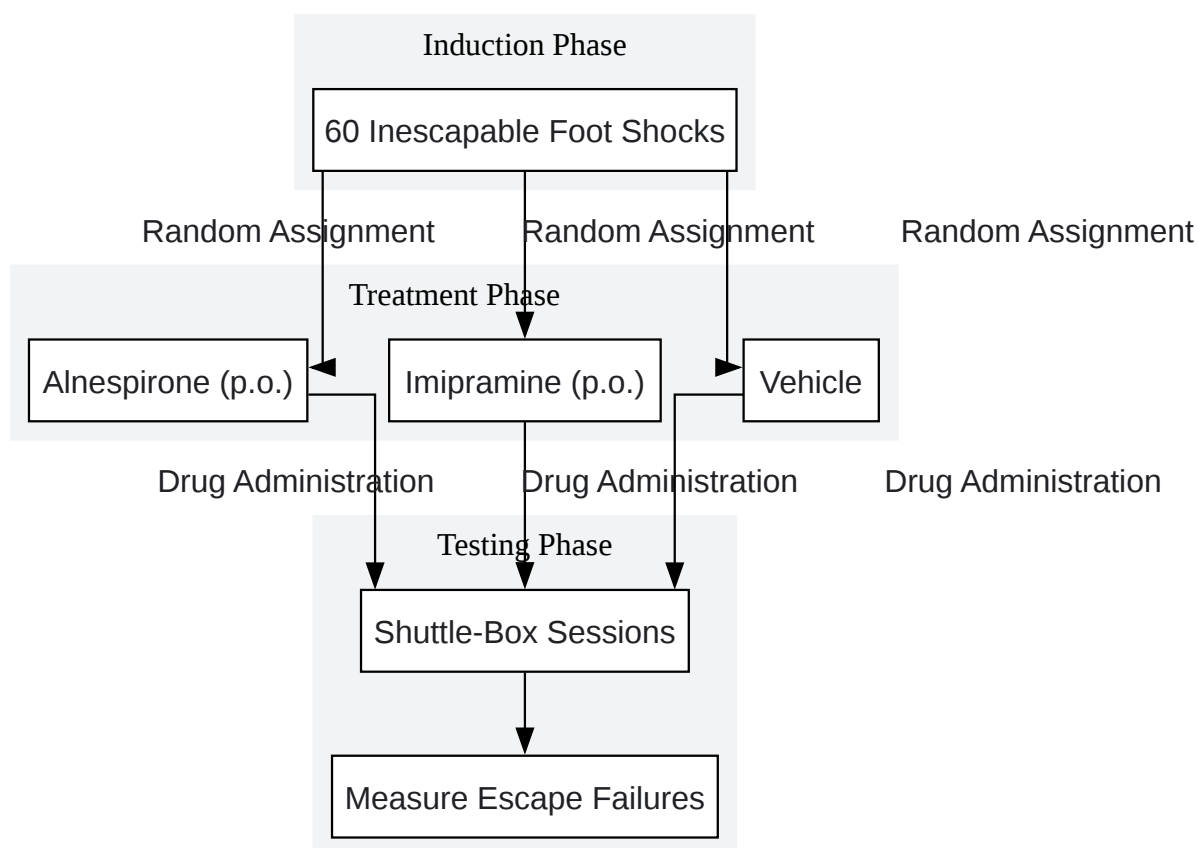 Induction Phase
60 Inescapable Foot Shocks
Random Assignment
Random Assignment
Random Assignment
Treatment Phase
Alnespirone (p.o.)
Imipramine (p.o.)
Vehicle
Drug Administration
Drug Administration
Drug Administration
Testing Phase
Shuttle-Box Sessions
Measure Escape Failures